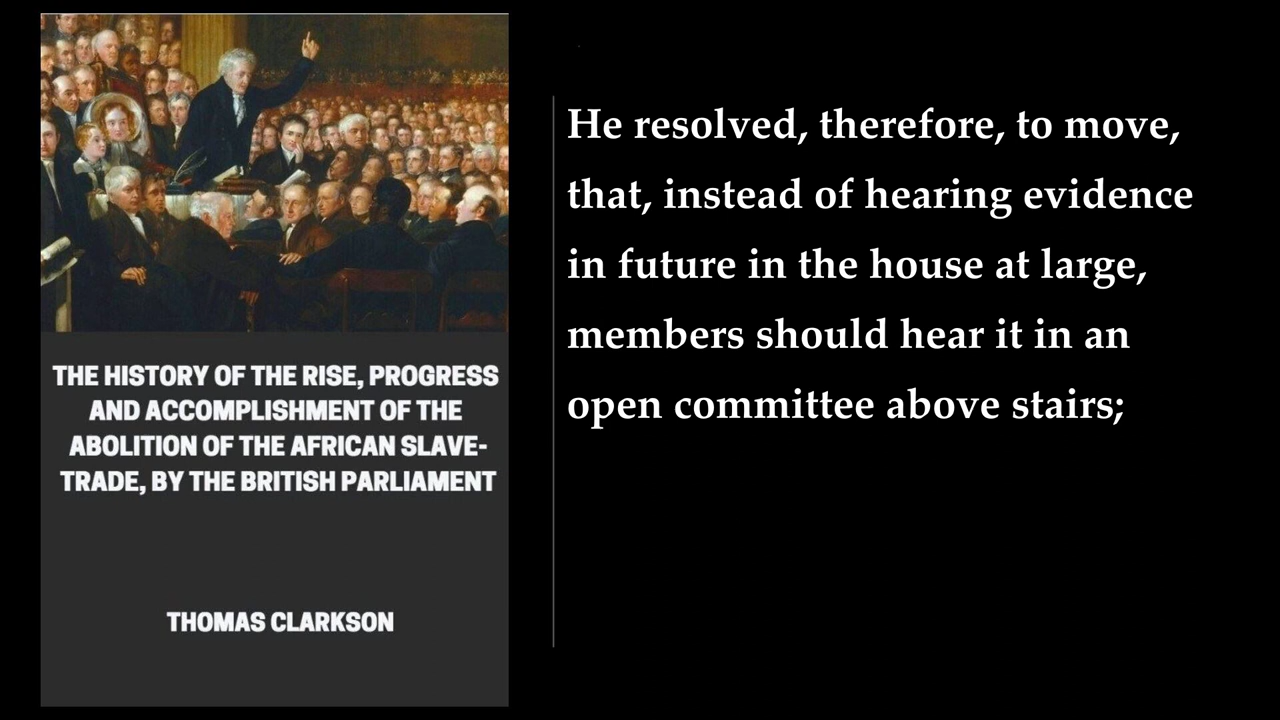 THE HISTORY OF THE RISE, PROGRESS
AND ACCOMPLISHMENT OF THE
ABOLITION OF THE AFRICAN SLAVE-
TRADE, BY THE BRITISH PARLIAMENT
THOMAS CLARKSON
He resolved, therefore, to move,
that, instead of hearing evidence
in future in the house at large,
members should hear it in an
open committee above stairs;